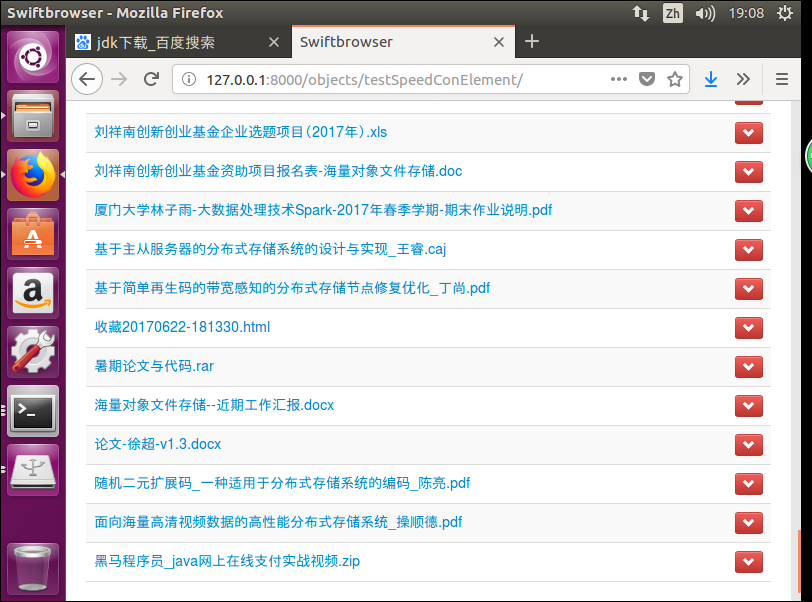 Swiftbrowser - Mozilla Firefox
Zh
19:08
jdk下载_百度搜索
Swiftbrowser
127.0.0.1:8000/objects/testSpeedConElement/
刘祥南创新创业基金企业选题项目（2017年）.xls
刘祥南创新创业基金资助项目报名表-海量对象文件存储.doc
厦门大学林子雨-大数据处理技术Spark-2017年春季学期-期末作业说明.pdf
基于主从服务器的分布式存储系统的设计与实现_王睿.caj
基于简单再生码的带宽感知的分布式存储节点修复优化_丁尚.pdf
收藏20170622-181330.html
暑期论文与代码.rar
海量对象文件存储--近期工作汇报.docx
论文-徐超-v1.3.docx
随机二元扩展码_一种适用于分布式存储系统的编码_陈亮.pdf
面向海量高清视频数据的高性能分布式存储系统_操顺德.pdf
黑马程序员_java网上在线支付实战视频.zip